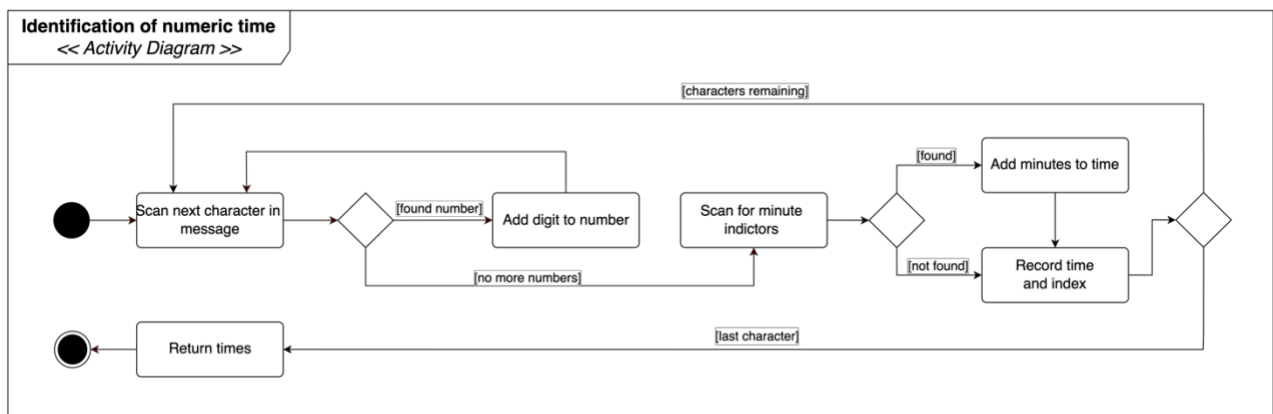 Identification of numeric time
<< Activity Diagram >>
[characters remaining]
[found]
Add minutes to time
Scan next character in
message
[found number]
Add digit to number
Scan for minute
indictors
[not found]
Record time
and index
[no more numbers]
[last character]
Return times